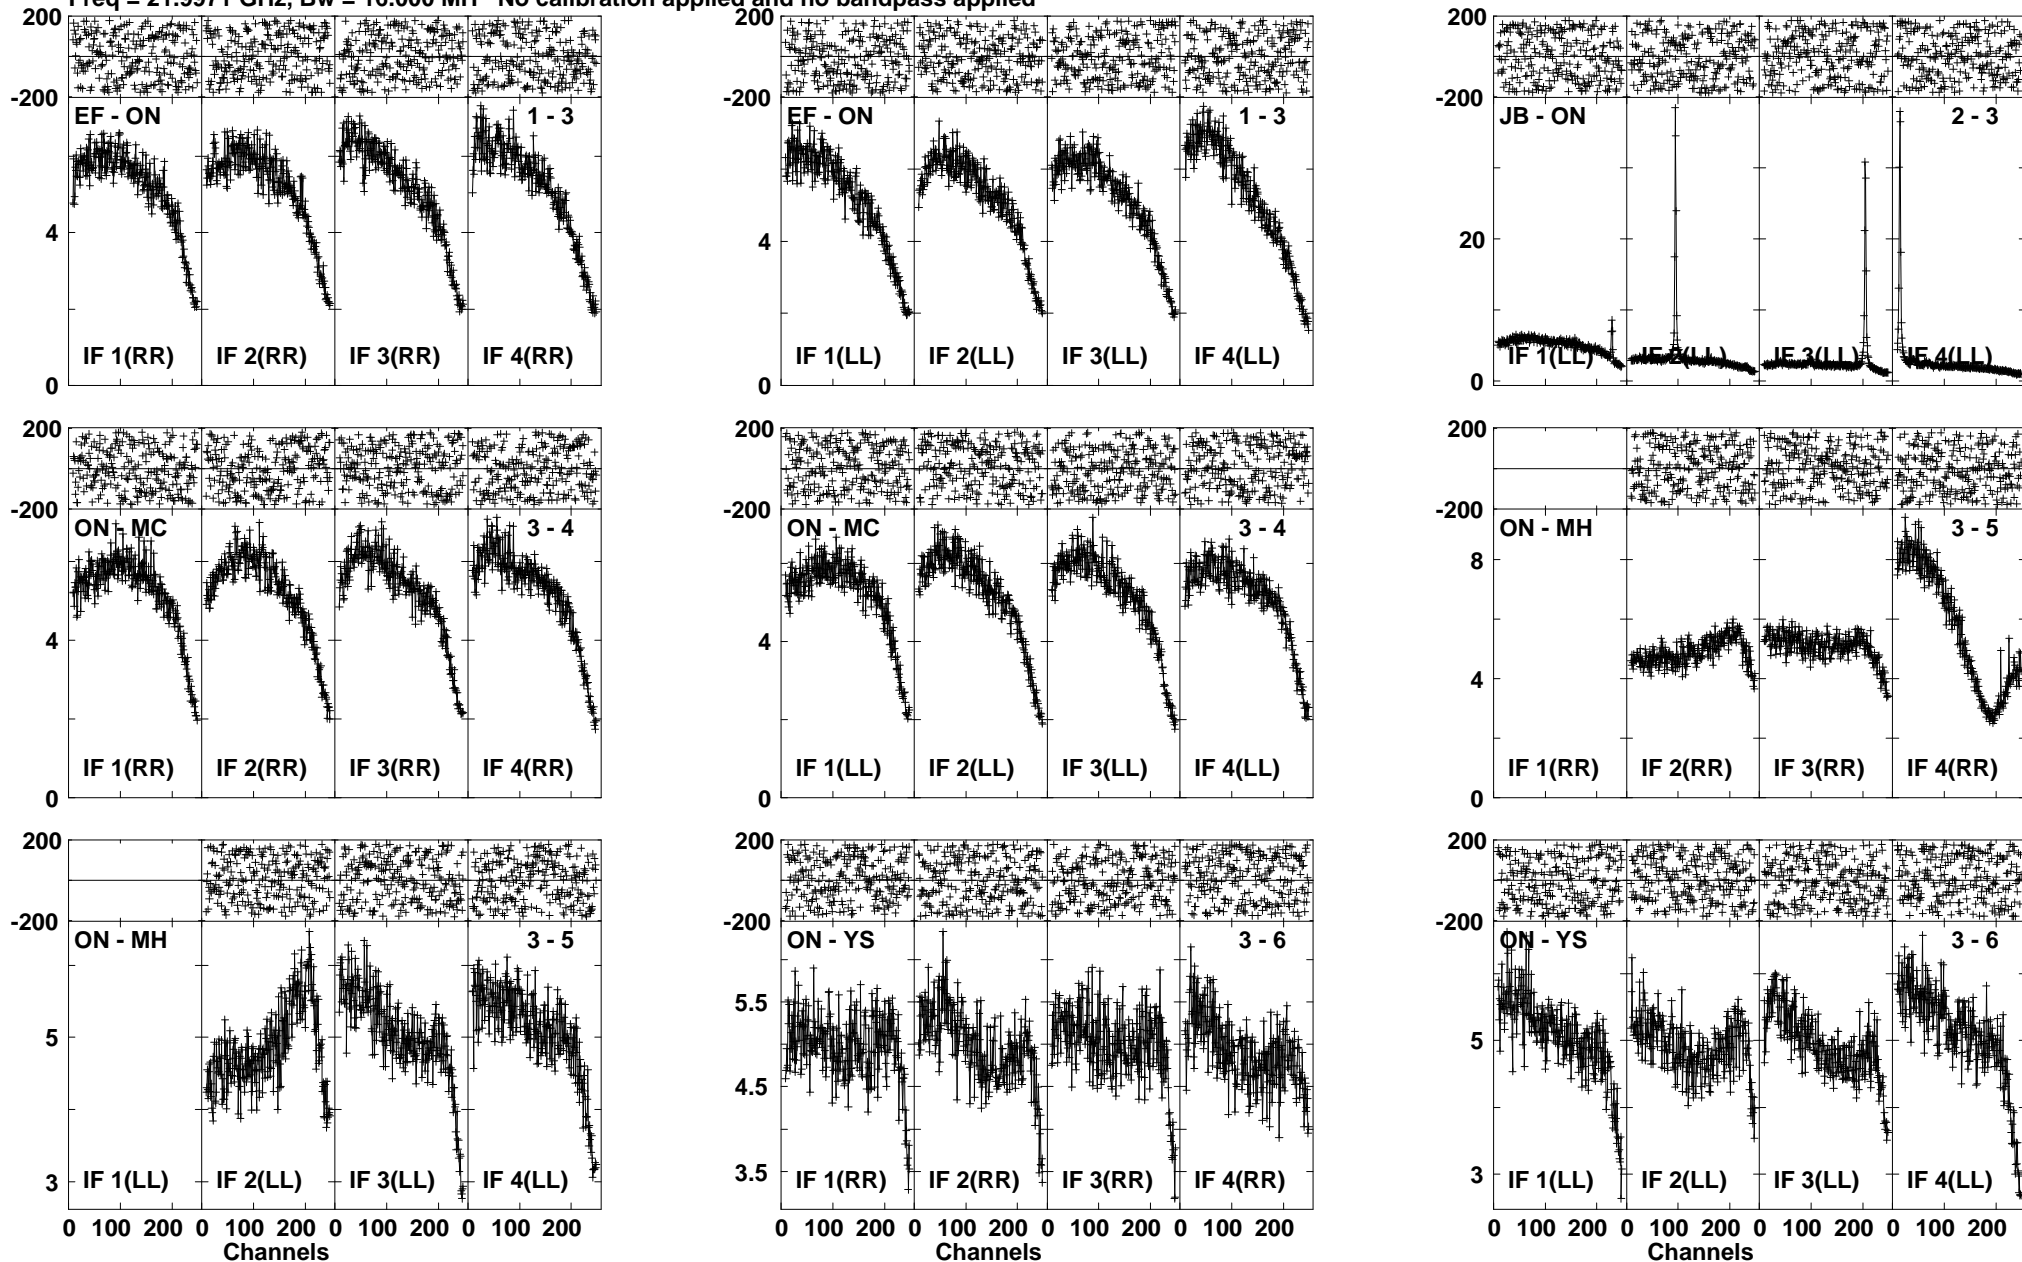 Freq = 21.9971 GHz, Bw = 16.000 MH No calibration applied and no bandpass applied
200 200 200
-200 -200 -200
EF - ON 1 - 3 EF - ON 1 - 3 JB - ON 2 - 3
4 4 20
IF 1(RR) IF 2(RR) IF 3(RR) IF 4(RR) IF 1(LL) IF 2(LL) IF 3(LL) IF 4(LL) IF 1(LL) IF 2(LL) IF 3(LL) IF 4(LL)
0 0 0
200 200 200
-200 -200 -200
ON - MC 3 - 4 ON - MC 3 - 4 ON - MH 3 - 5
8
4 4 4
IF 1(RR) IF 2(RR) IF 3(RR) IF 4(RR) IF 1(LL) IF 2(LL) IF 3(LL) IF 4(LL) IF 1(RR) IF 2(RR) IF 3(RR) IF 4(RR)
0 0
200 200 200
-200 -200 -200
ON - MH 3 - 5 ON - YS 3 - 6 ON - YS 3 - 6
5 5.5 5
4.5
3 3.5 3
IF 1(LL) IF 2(LL) IF 3(LL) IF 4(LL) IF 1(RR) IF 2(RR) IF 3(RR) IF 4(RR) IF 1(LL) IF 2(LL) IF 3(LL) IF 4(LL)
0 100 200 0 100 200 0 100 200 0 100 200 0 100 200 0 100 200 0 100 200 0 100 200 0 100 200 0 100 200 0 100 200 0 100 200
Channels Channels Channels